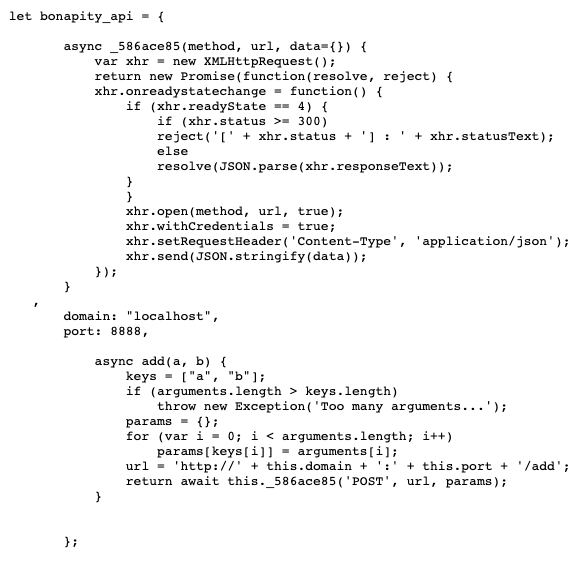 let bonapity_api = {
async _586ace85(method, url, data={}) {
var xhr = new XMLHttpRequest();
return new Promise(function(resolve, reject) {
xhr.onreadystatechange = function() {
if (xhr.readyState == 4) {
if (xhr.status >= 300)
reject('[' + xhr.status + '] : ' + xhr.statusText);
else
resolve(JSON.parse(xhr.responseText));
}
}
xhr.open(method, url, true);
xhr.withCredentials = true;
xhr.setRequestHeader('Content-Type', 'application/json');
xhr.send(JSON.stringify(data));
});
}
,
domain: "localhost",
port: 8888,
async add(a, b) {
keys = ["a", "b"];
if (arguments.length > keys.length)
throw new Exception('Too many arguments...');
params = {};
for (var i = 0; i < arguments.length; i++)
params[keys[i]] = arguments[i];
url = 'http://' + this.domain + ':' + this.port + '/add';
return await this._586ace85('POST', url, params);
}
};